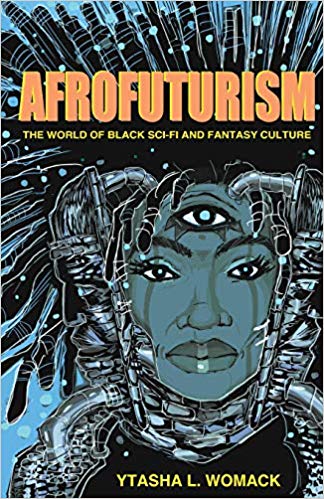 AFROFUTURISM
THE WORLD OF BLACK SCI-FI AND FANTASY CULTURE
YTASHA L. WOMACK